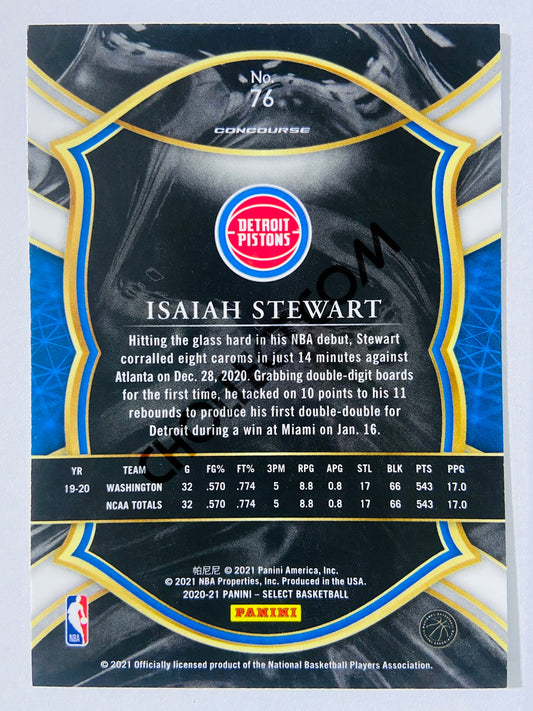 No.
76
CONCOURSE
DETROIT
PISTONS
ISAIAH STEWART
Hitting the glass hard in his NBA debut, Stewart
corralled eight caroms in just 14 minutes against
Atlanta on Dec. 28, 2020. Grabbing double-digit boards
for the first time, he tacked on 10 points to his 11
rebounds to produce his first double-double for
Detroit during a win at Miami on Jan. 16.
YR TEAM G FG% FT% 3PM RPG APG STL BLK PTS PPG
19-20 WASHINGTON 32 .570 .774 5 8.8 0.8 17 66 543 17.0
NCAA TOTALS 32 .570 .774 5 8.8 0.8 17 66 543 17.0
帕尼尼 © 2021 Panini America, Inc.
© 2021 NBA Properties, Inc. Produced in the USA.
2020-21 PANINI – SELECT BASKETBALL
PANINI
NBA
© 2021 Officially licensed product of the National Basketball Players Association.